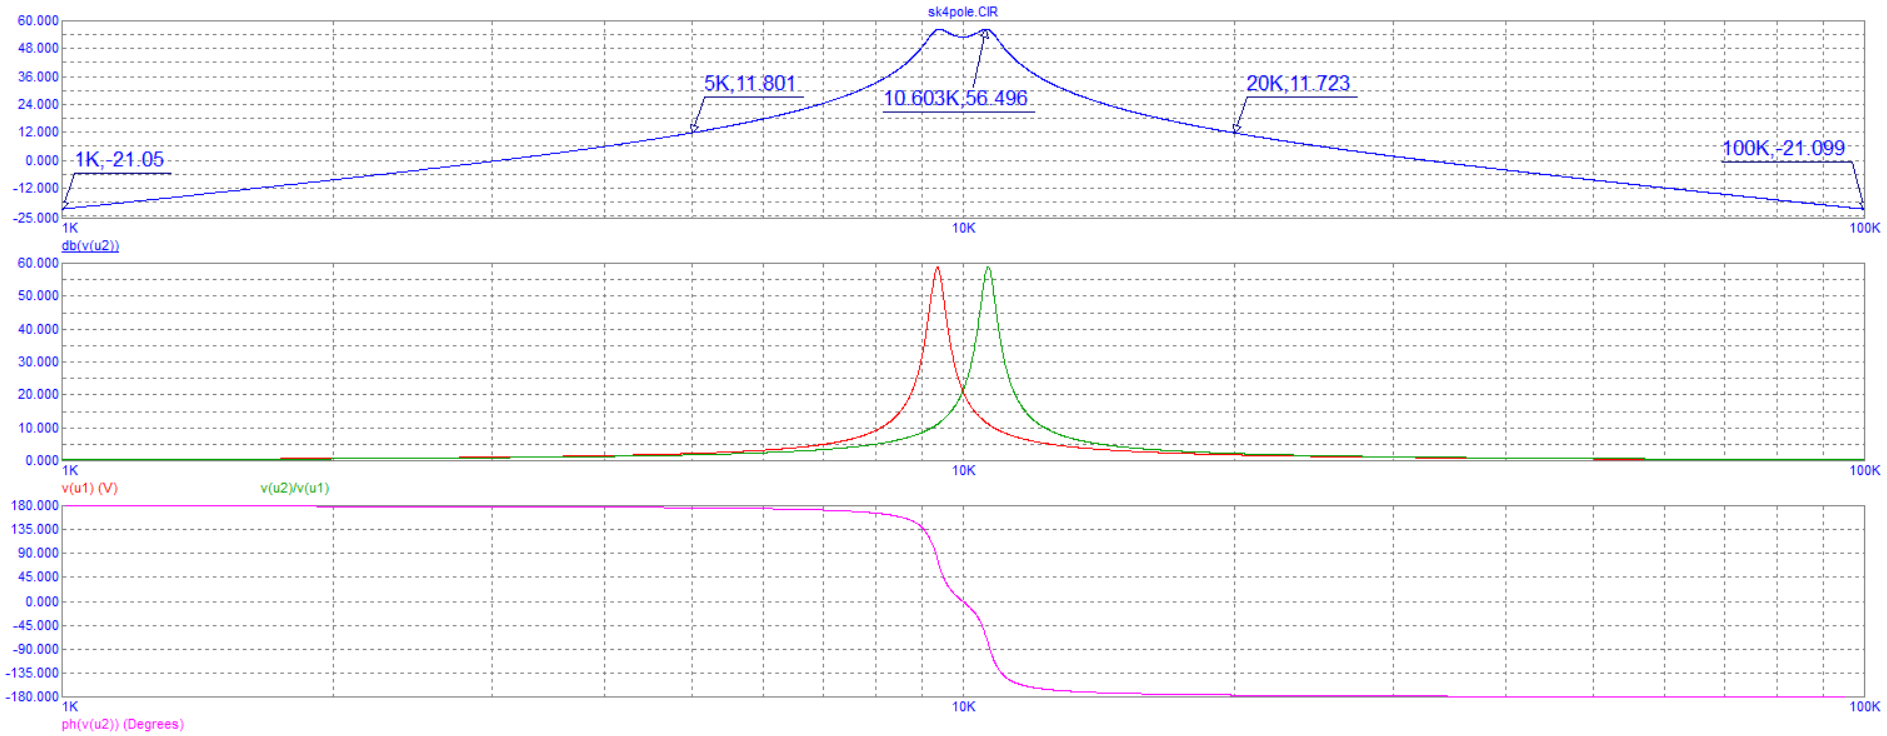 sk4pole.CIR
60.000
48.000
36.000
24.000
12.000
0.000
-12.000
-25.000
1K,-21.05
5K,11.801
10.603K,56.496
20K,11.723
100K,-21.099
1K 10K 100K
db(v(u2))
60.000
50.000
40.000
30.000
20.000
10.000
0.000
1K 10K 100K
v(u1) (V) v(u2)/v(u1)
180.000
135.000
90.000
45.000
0.000
-45.000
-90.000
-135.000
-180.000
1K 10K 100K
ph(v(u2)) (Degrees)